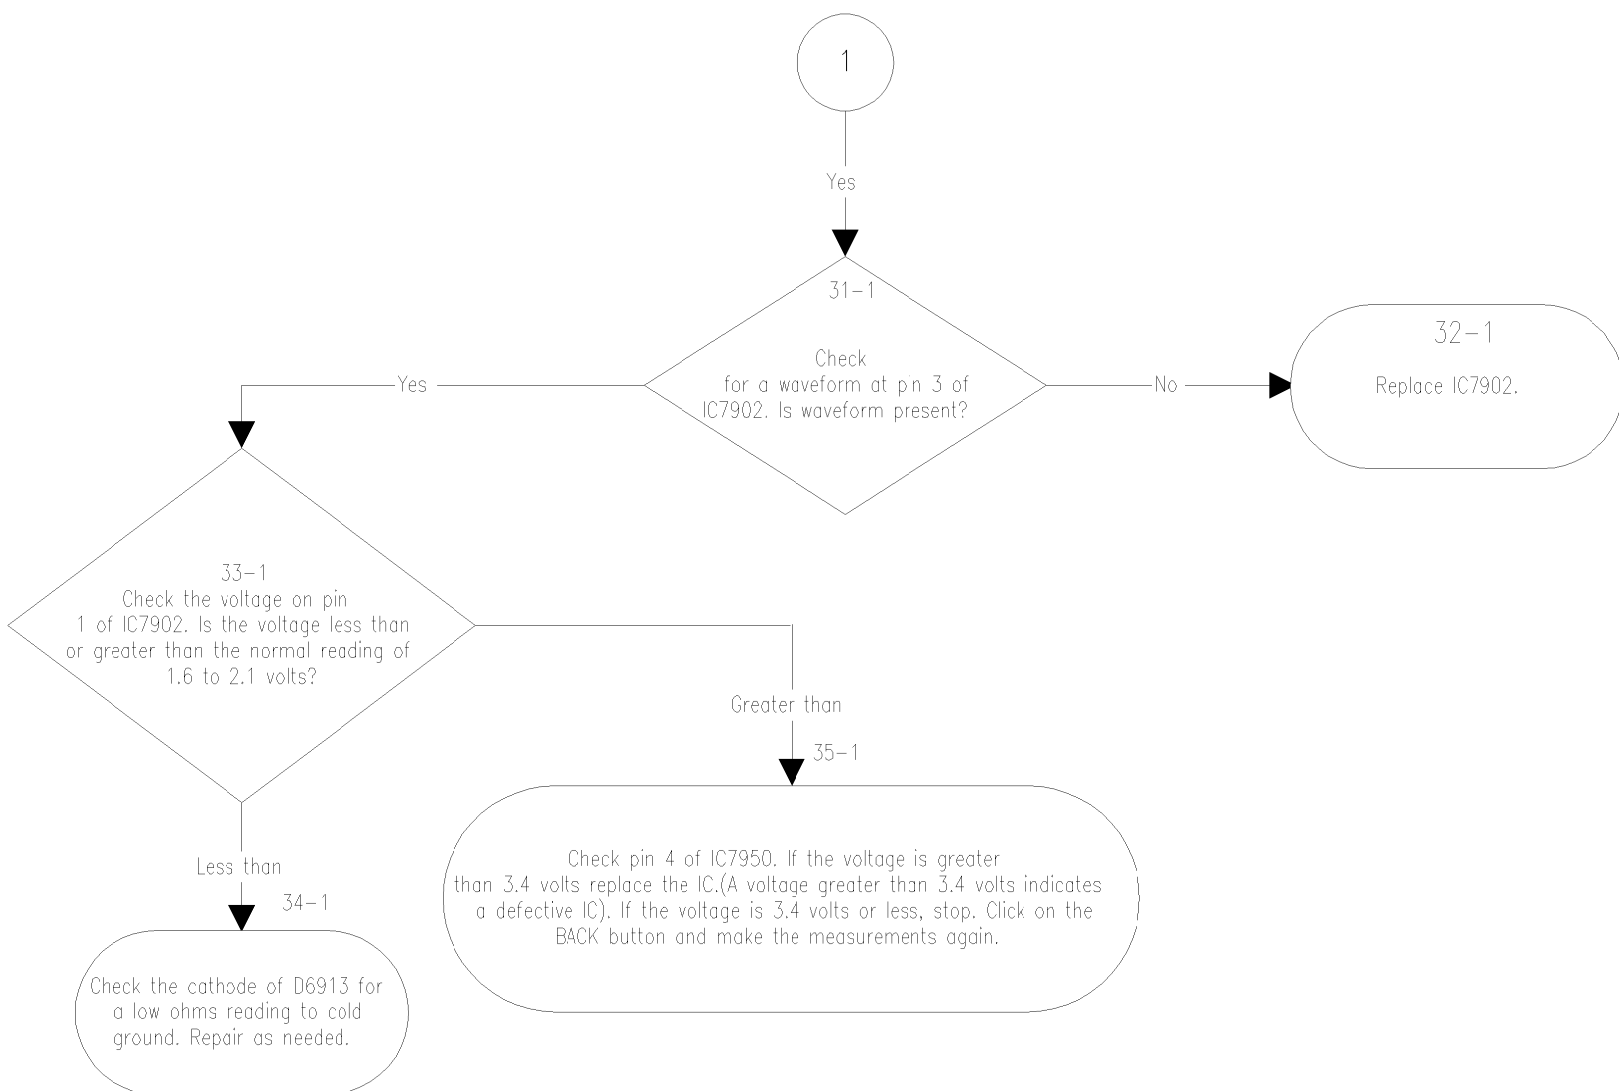 1
Yes
31-1
Check
for a waveform at pin 3 of
IC7902. Is waveform present?
Yes
No
32-1
Replace IC7902.
33-1
Check the voltage on pin
1 of IC7902. Is the voltage less than
or greater than the normal reading of
1.6 to 2.1 volts?
Greater than
35-1
Check pin 4 of IC7950. If the voltage is greater
than 3.4 volts replace the IC.(A voltage greater than 3.4 volts indicates
a defective IC). If the voltage is 3.4 volts or less, stop. Click on the
BACK button and make the measurements again.
Less than
34-1
Check the cathode of D6913 for
a low ohms reading to cold
ground. Repair as needed.